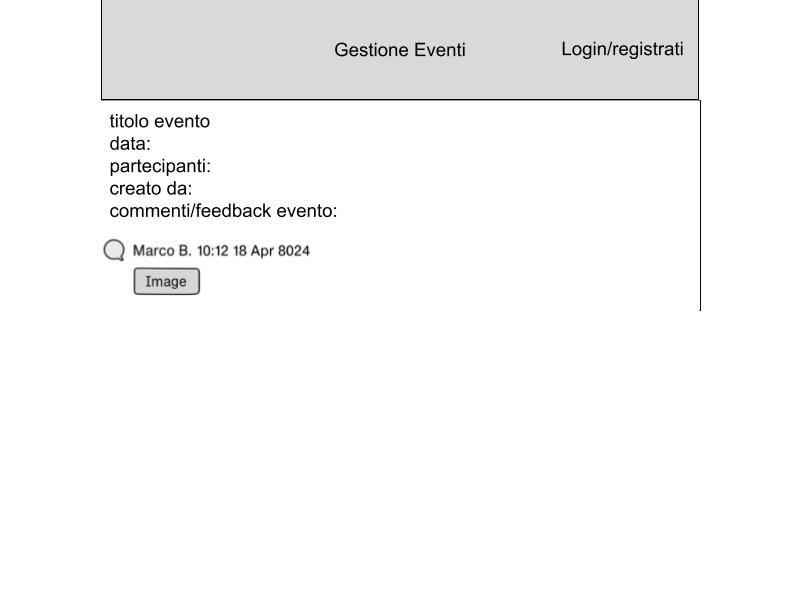 Gestione Eventi Login/registrati
titolo evento
data:
partecipanti:
creato da:
commenti/feedback evento:
Marco B. 10:12 18 Apr 8024
Image